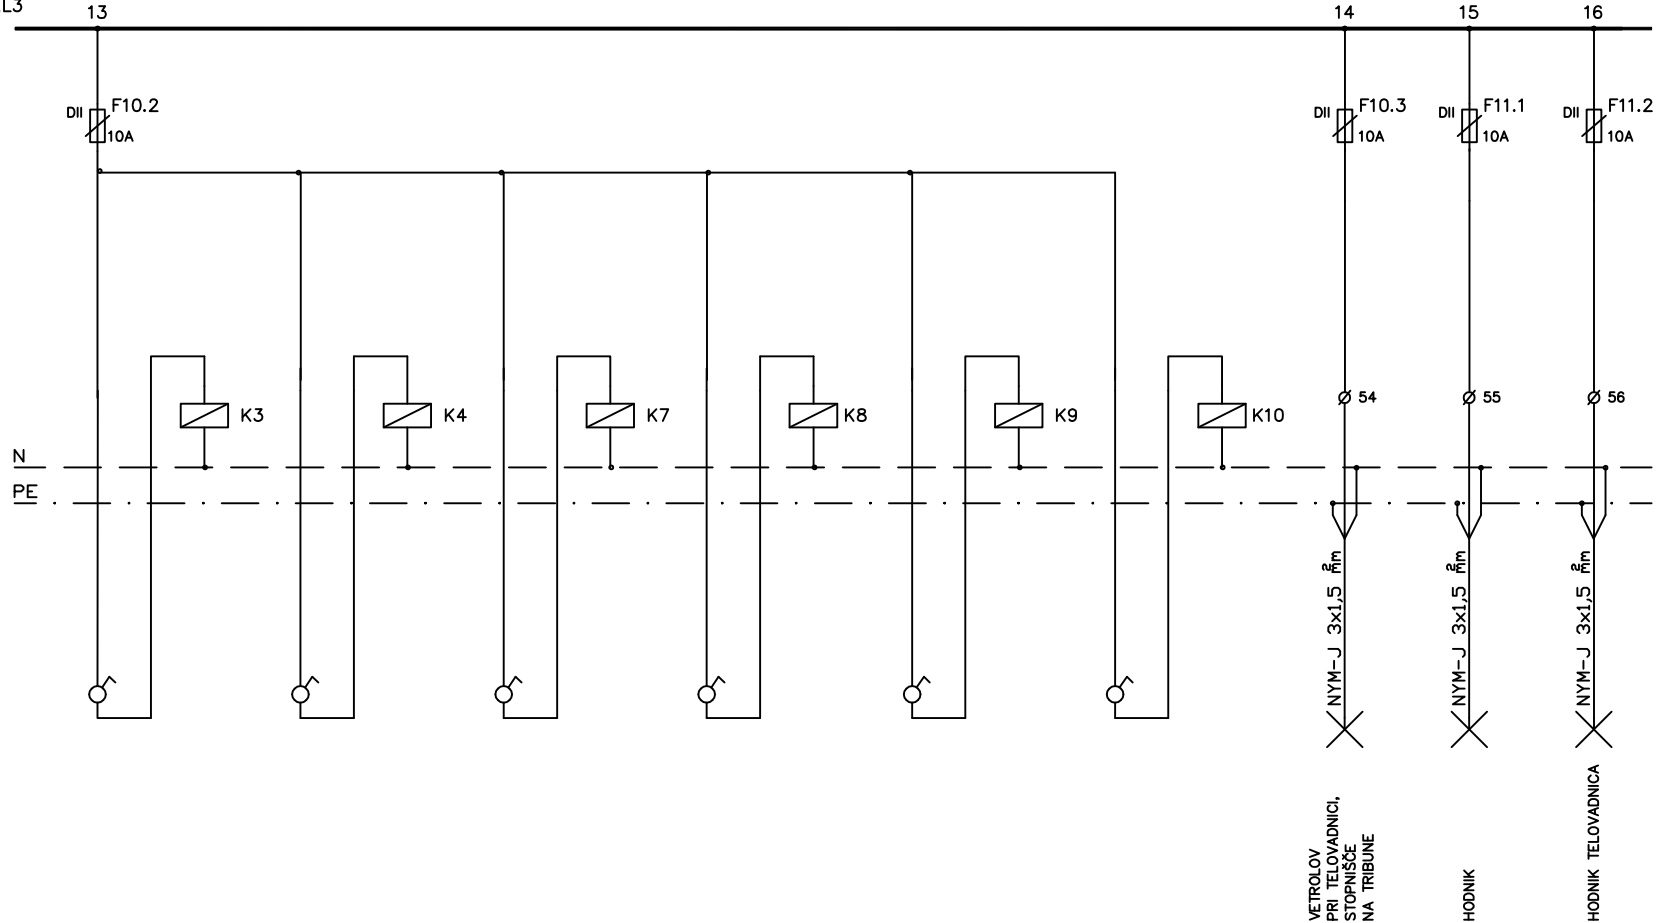 L3
13
14
15
16
DII
F10.2
10A
DII
F10.3
10A
DII
F11.1
10A
DII
F11.2
10A
K3
K4
K7
K8
K9
K10
54
55
56
N
PE
NYM-J 3x1,5 mm²
NYM-J 3x1,5 mm²
NYM-J 3x1,5 mm²
VETROLOV
PRI TELOVADNICI,
STOPNIŠČE
NA TRIBUNE
HODNIK
HODNIK TELOVADNICA